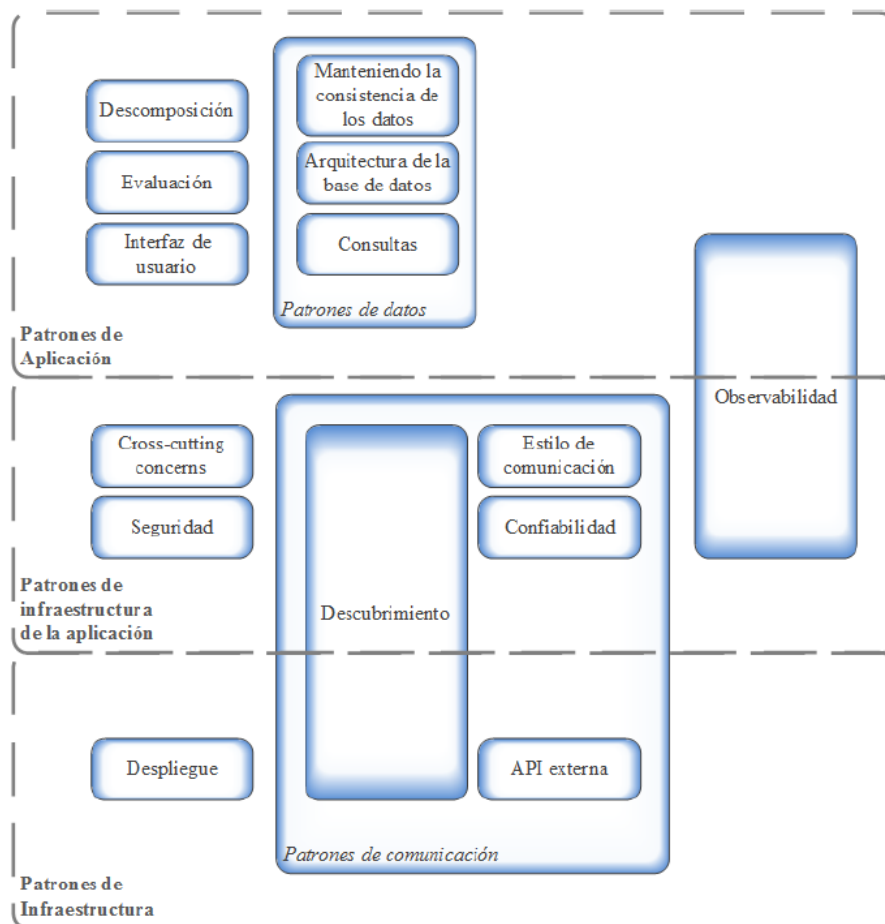 Descomposición
Evaluación
Interfaz de
usuario
Manteniendo la
consistencia de
los datos
Arquitectura de la
base de datos
Consultas
Patrones de datos
Patrones de
Aplicación
Observabilidad
Cross-cutting
concerns
Seguridad
Estilo de
comunicación
Confiabilidad
Descubrimiento
Patrones de
infraestructura
de la aplicación
Despliegue
API externa
Patrones de comunicación
Patrones de
Infraestructura